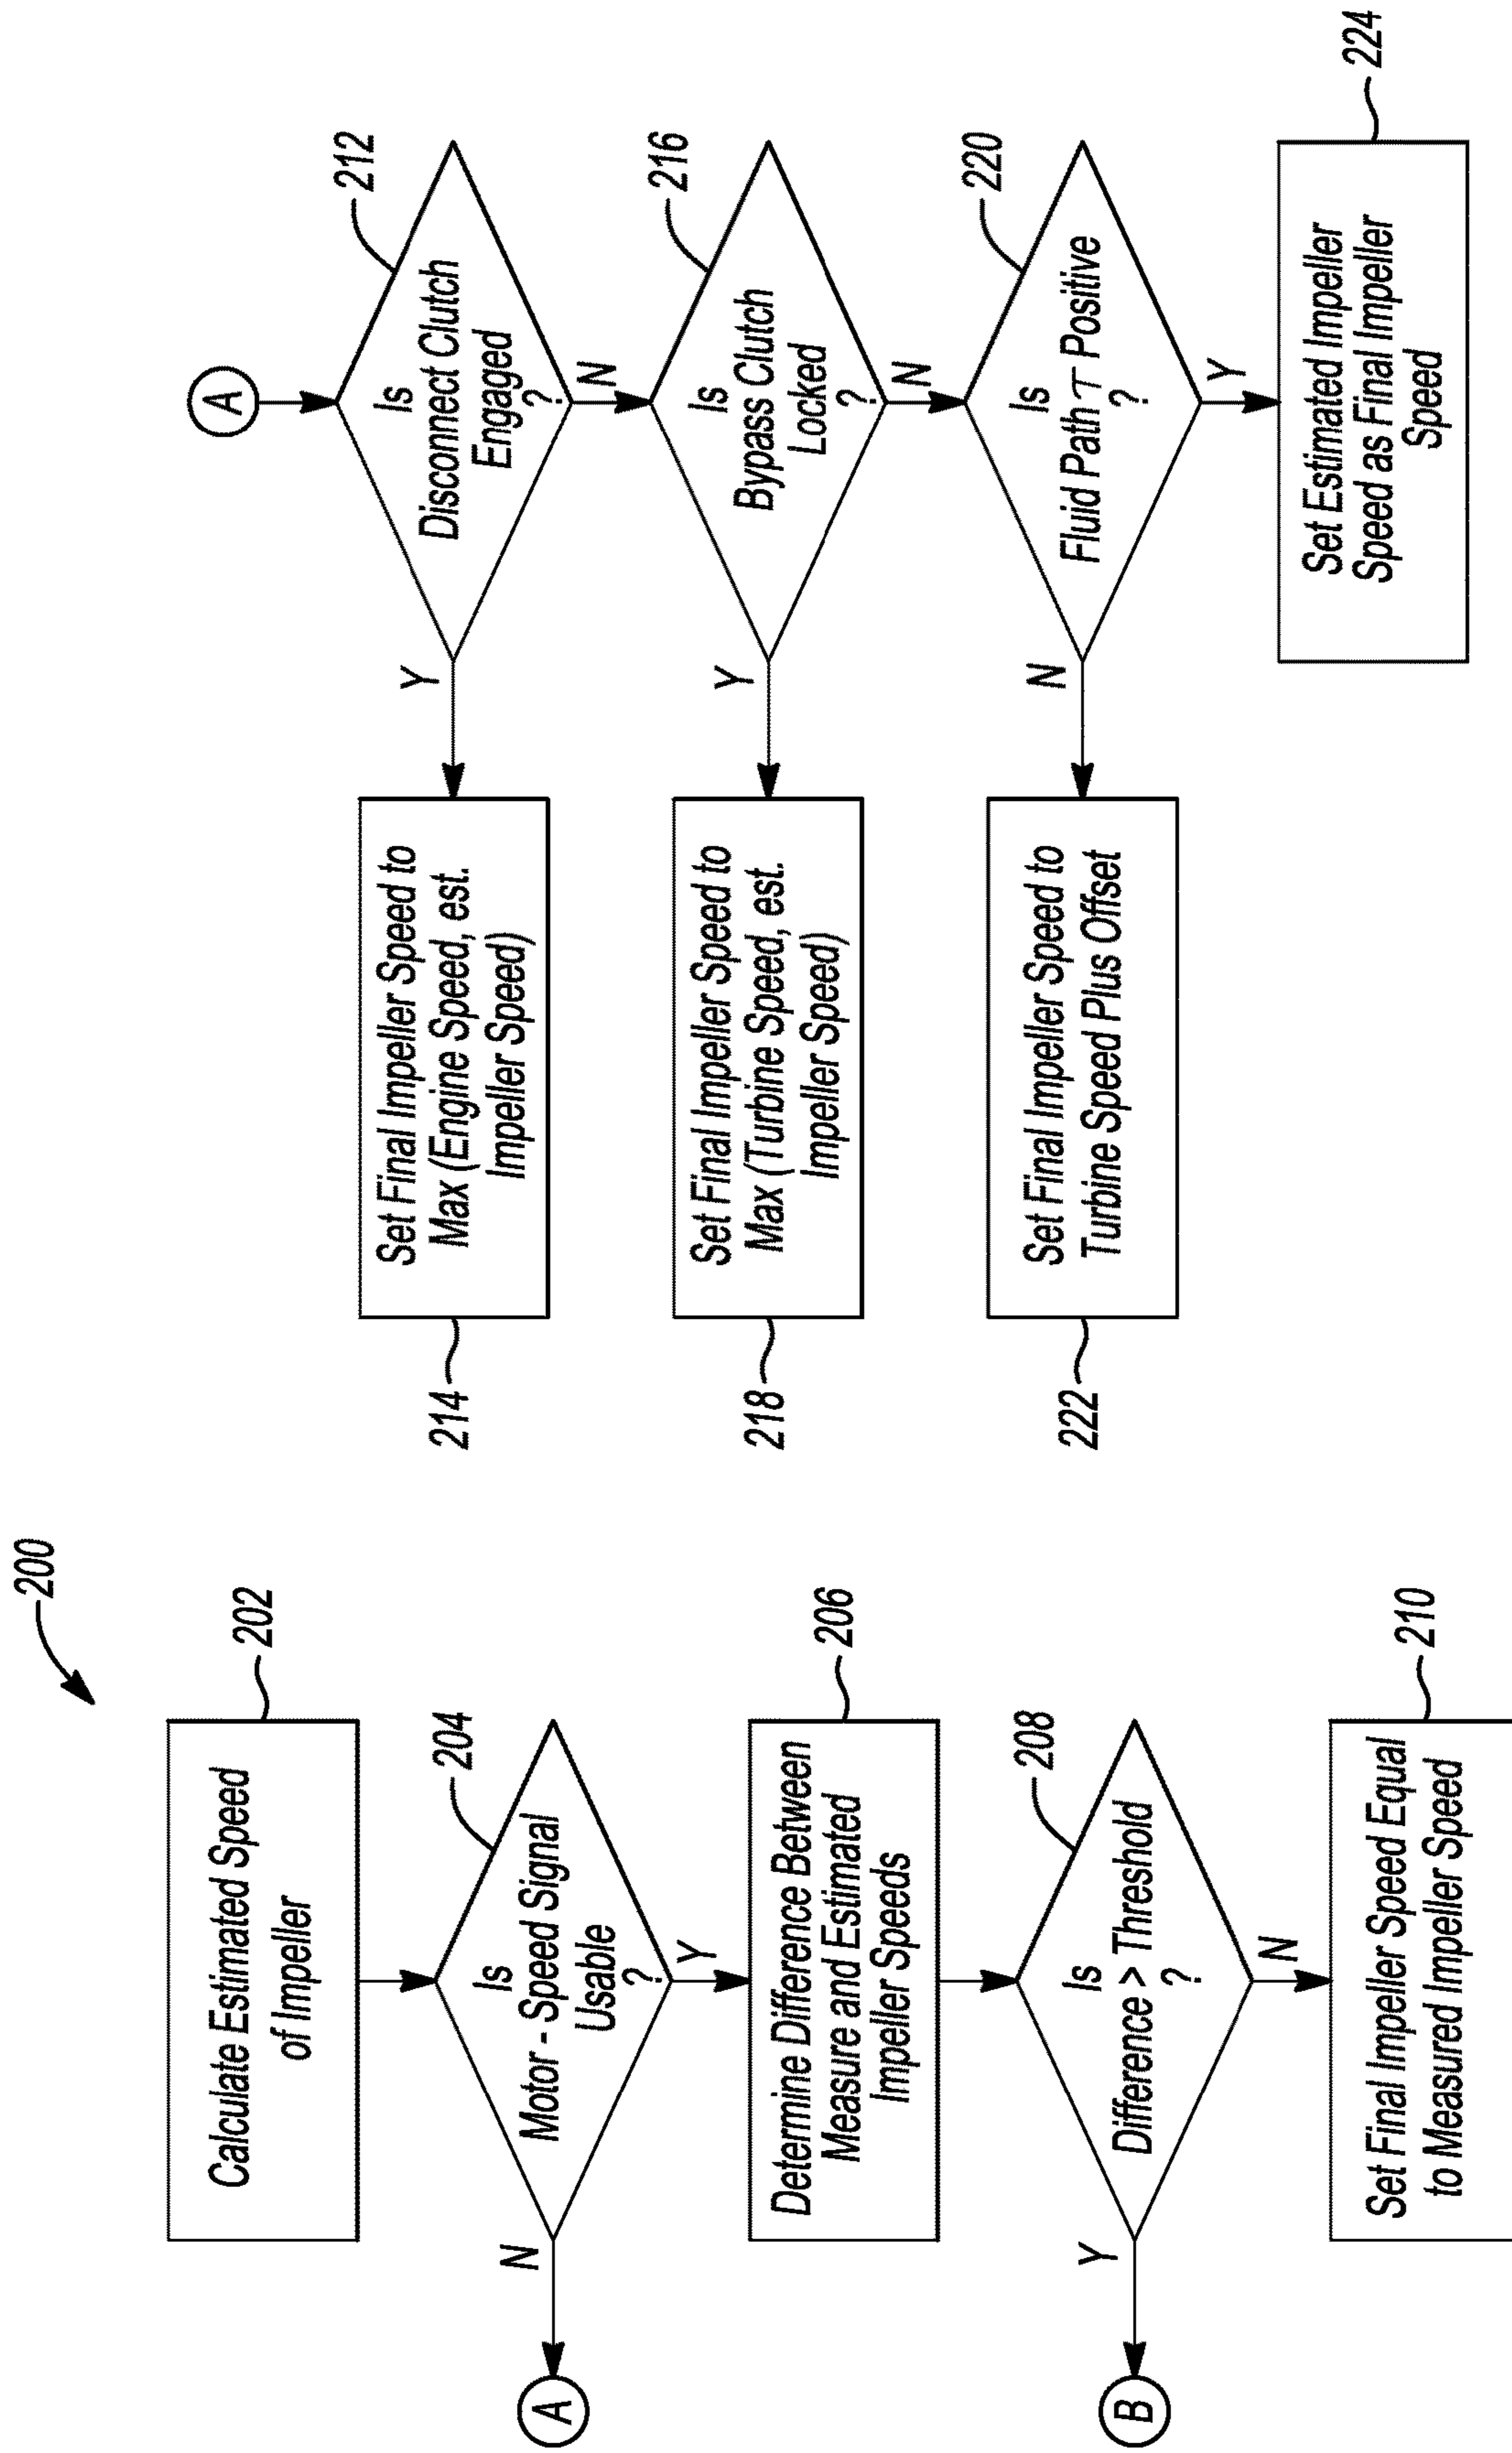 200
Calculate Estimated Speed
of Impeller
202
Is
Motor - Speed Signal
Usable
?
204
N
A
Y
Determine Difference Between
Measure and Estimated
Impeller Speeds
206
Is
Difference > Threshold
?
208
Y
B
N
Set Final Impeller Speed Equal
to Measured Impeller Speed
210
A
Is
Disconnect Clutch
Engaged
?
212
Y
Set Final Impeller Speed to
Max (Engine Speed, est.
Impeller Speed)
214
N
Is
Bypass Clutch
Locked
?
216
Y
Set Final Impeller Speed to
Max (Turbine Speed, est.
Impeller Speed)
218
N
Is
Fluid Path τ Positive
?
220
N
Set Final Impeller Speed to
Turbine Speed Plus Offset
222
Y
Set Estimated Impeller
Speed as Final Impeller
Speed
224